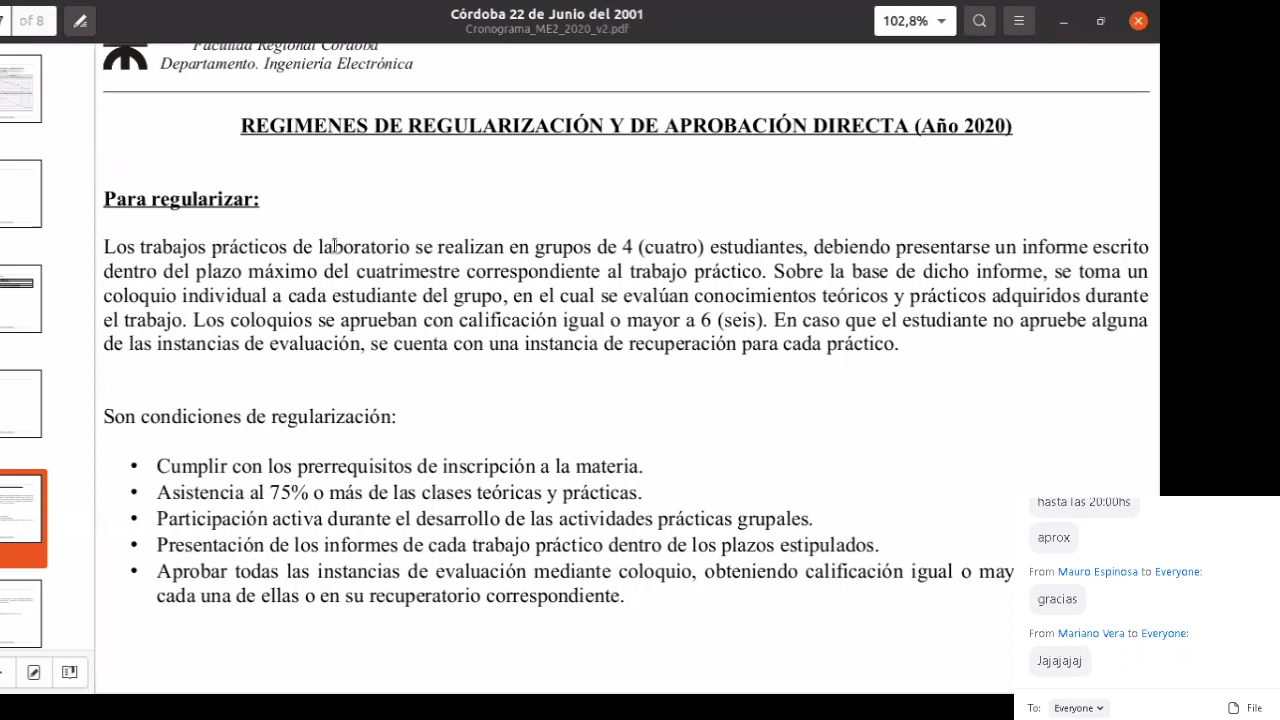 7 of 8
Córdoba 22 de Junio del 2001
Cronograma_ME2_2020_v2.pdf
102,8%
Facultad Regional Córdoba
Departamento. Ingeniería Electrónica
REGIMENES DE REGULARIZACIÓN Y DE APROBACIÓN DIRECTA (Año 2020)
Para regularizar:
Los trabajos prácticos de laboratorio se realizan en grupos de 4 (cuatro) estudiantes, debiendo presentarse un informe escrito
dentro del plazo máximo del cuatrimestre correspondiente al trabajo práctico. Sobre la base de dicho informe, se toma un
coloquio individual a cada estudiante del grupo, en el cual se evalúan conocimientos teóricos y prácticos adquiridos durante
el trabajo. Los coloquios se aprueban con calificación igual o mayor a 6 (seis). En caso que el estudiante no apruebe alguna
de las instancias de evaluación, se cuenta con una instancia de recuperación para cada práctico.
Son condiciones de regularización:
• Cumplir con los prerrequisitos de inscripción a la materia.
• Asistencia al 75% o más de las clases teóricas y prácticas.
• Participación activa durante el desarrollo de las actividades prácticas grupales.
• Presentación de los informes de cada trabajo práctico dentro de los plazos estipulados.
• Aprobar todas las instancias de evaluación mediante coloquio, obteniendo calificación igual o may
cada una de ellas o en su recuperatorio correspondiente.
hasta las 20:00hs
aprox
From Mauro Espinosa to Everyone:
gracias
From Mariano Vera to Everyone:
Jajajajaj
To: Everyone
File